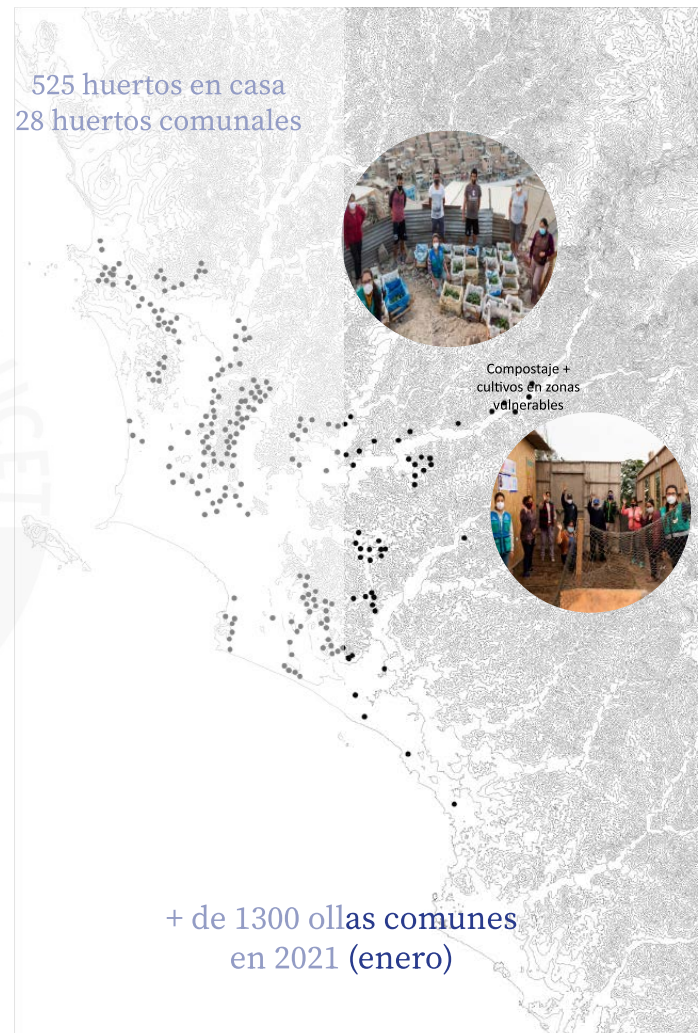 525 huertos en casa
28 huertos comunales
Compostaje +
cultivos en zonas
vulnerables
+ de 1300 ollas comunes
en 2021 (enero)